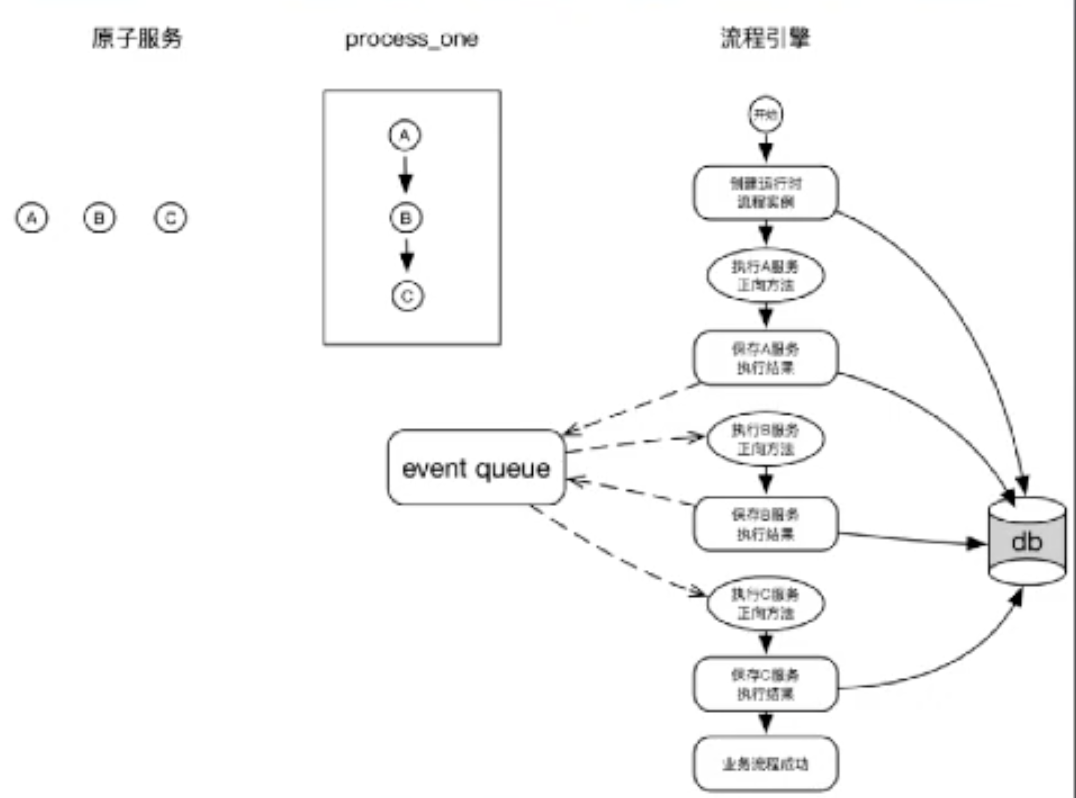 原子服务
process_one
流程引擎
A
B
C
A
B
C
开始
创建运行时
流程实例
执行A服务
正向方法
保存A服务
执行结果
event queue
执行B服务
正向方法
保存B服务
执行结果
db
执行C服务
正向方法
保存C服务
执行结果
业务流程成功